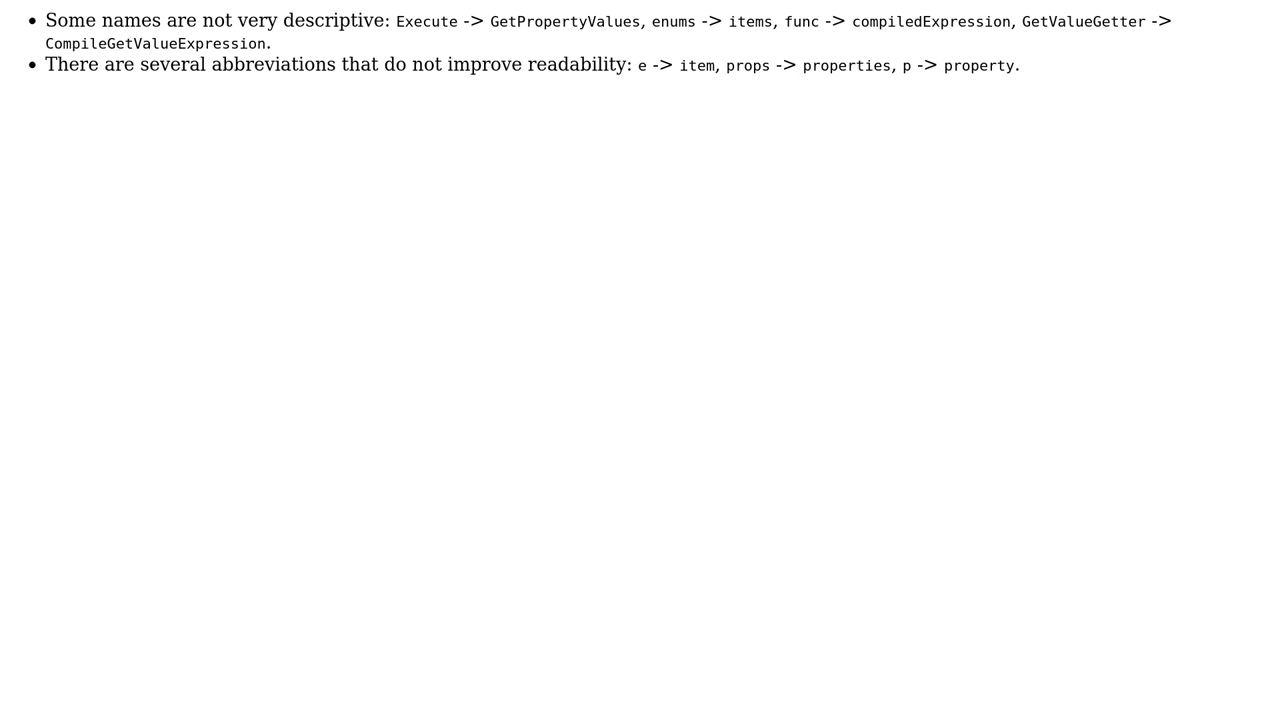 • Some names are not very descriptive: Execute -> GetPropertyValues, enums -> items, func -> compiledExpression, GetValueGetter ->
CompileGetValueExpression.
• There are several abbreviations that do not improve readability: e -> item, props -> properties, p -> property.